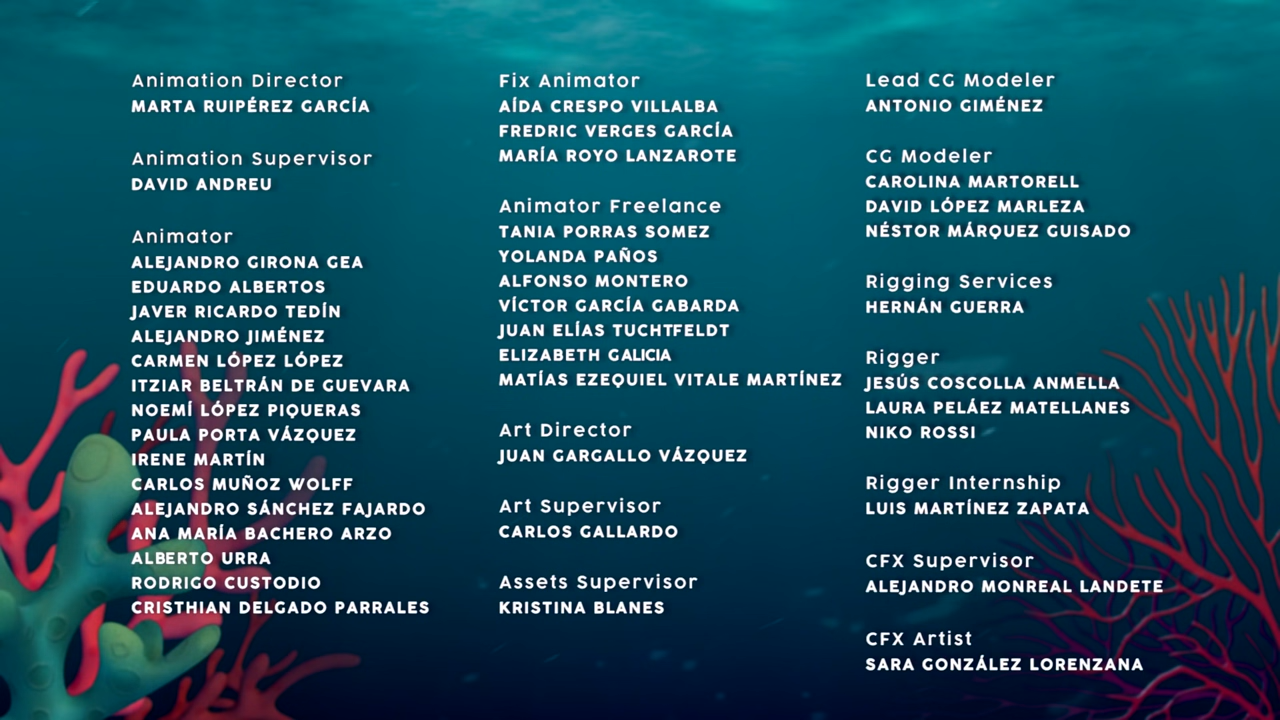 Animation Director
MARTA RUIPÉREZ GARCÍA
Animation Supervisor
DAVID ANDREU
Animator
ALEJANDRO GIRONA GEA
EDUARDO ALBERTOS
JAVER RICARDO TEDÍN
ALEJANDRO JIMÉNEZ
CARMEN LÓPEZ LÓPEZ
ITZIAR BELTRÁN DE GUEVARA
NOEMÍ LÓPEZ PIQUERAS
PAULA PORTA VÁZQUEZ
IRENE MARTÍN
CARLOS MUÑOZ WOLFF
ALEJANDRO SÁNCHEZ FAJARDO
ANA MARÍA BACHERO ARZO
ALBERTO URRA
RODRIGO CUSTODIO
CRISTHIAN DELGADO PARRALES
Fix Animator
AÍDA CRESPO VILLALBA
FREDRIC VERGES GARCÍA
MARÍA ROYO LANZAROTE
Animator Freelance
TANIA PORRAS SOMEZ
YOLANDA PAÑOS
ALFONSO MONTERO
VÍCTOR GARCÍA GABARDA
JUAN ELÍAS TUCHTFELDT
ELIZABETH GALICIA
MATÍAS EZEQUIEL VITALE MARTÍNEZ
Art Director
JUAN GARGALLO VÁZQUEZ
Art Supervisor
CARLOS GALLARDO
Assets Supervisor
KRISTINA BLANES
Lead CG Modeler
ANTONIO GIMÉNEZ
CG Modeler
CAROLINA MARTORELL
DAVID LÓPEZ MARLEZA
NÉSTOR MÁRQUEZ GUISADO
Rigging Services
HERNÁN GUERRA
Rigger
JESÚS COSCOLLA ANMELLA
LAURA PELÁEZ MATELLANES
NIKO ROSSI
Rigger Internship
LUIS MARTÍNEZ ZAPATA
CFX Supervisor
ALEJANDRO MONREAL LANDETE
CFX Artist
SARA GONZÁLEZ LORENZANA